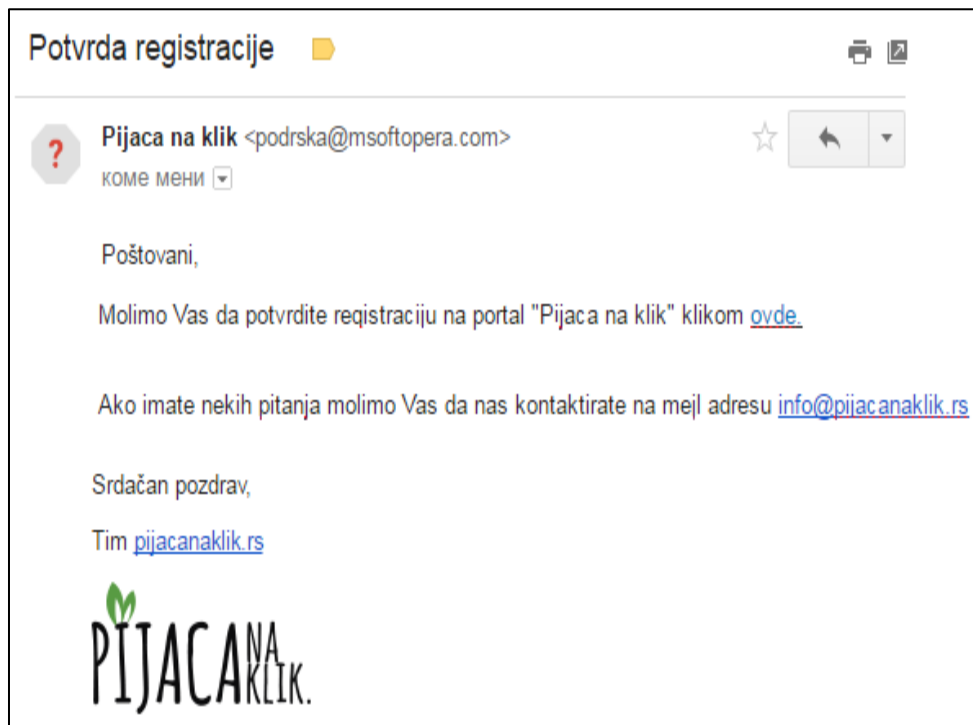 Potvrda registracije
?
Pijaca na klik <podrska@msoftopera.com>
коме мени
Poštovani,
Molimo Vas da potvrdite reqistraciju na portal "Pijaca na klik" klikom ovde.
Ako imate nekih pitanja molimo Vas da nas kontaktirate na mejl adresu info@pijacanaklik.rs
Srdačan pozdrav,
Tim pijacanaklik.rs
PIJACA NA KLIK.